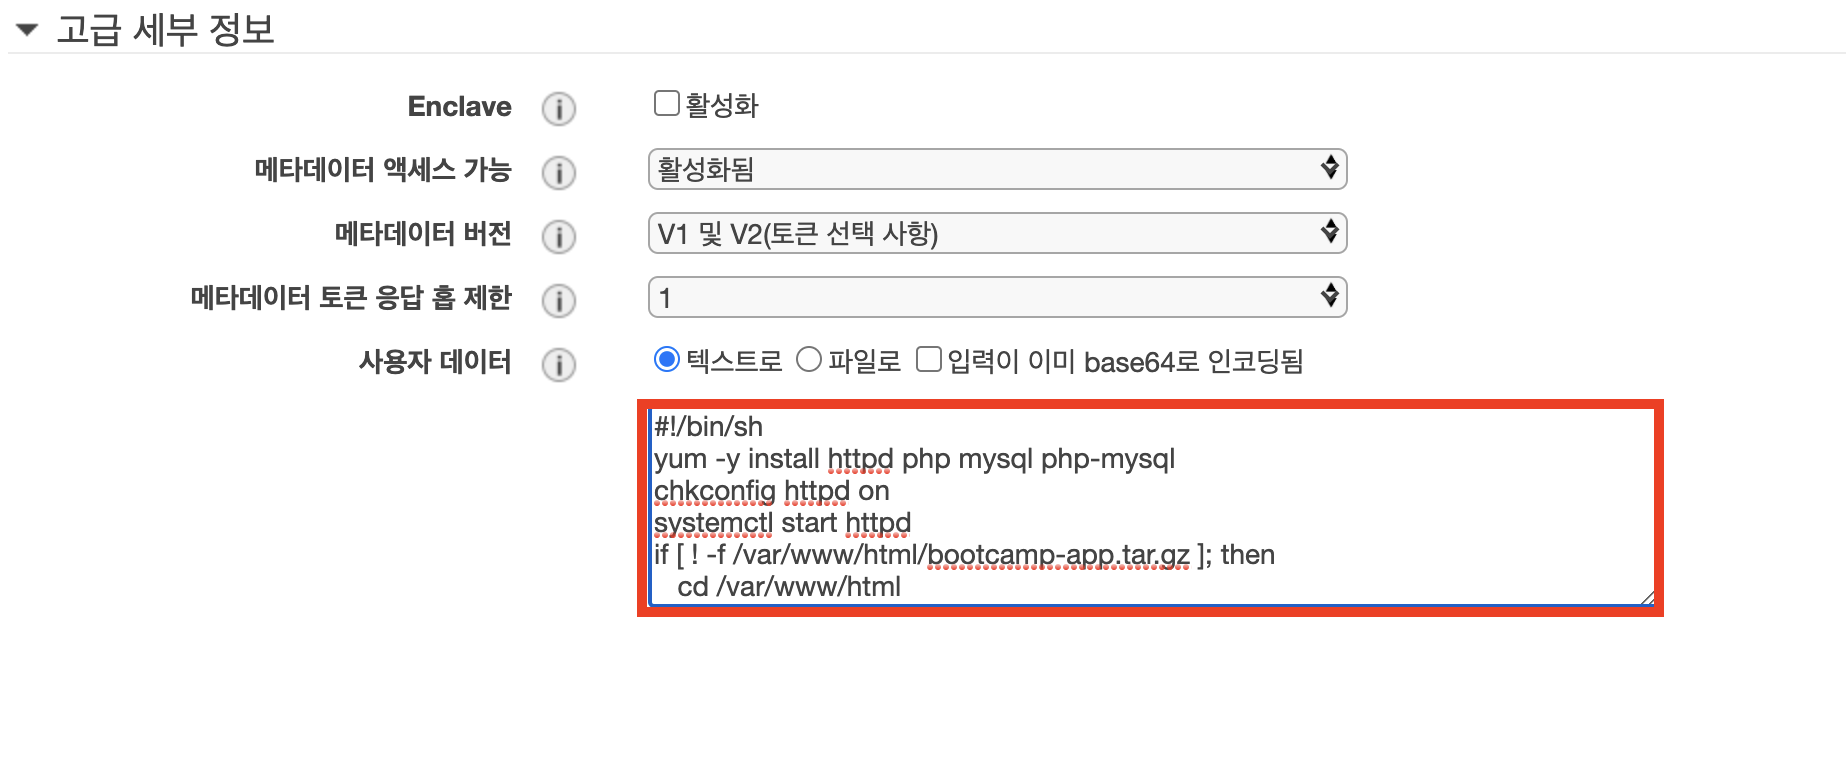 고급 세부 정보
Enclave 활성화
메타데이터 액세스 가능 활성화됨
메타데이터 버전 V1 및 V2(토큰 선택 사항)
메타데이터 토큰 응답 홉 제한 1
사용자 데이터 텍스트로 파일로 입력이 이미 base64로 인코딩됨
#!/bin/sh
yum -y install httpd php mysql php-mysql
chkconfig httpd on
systemctl start httpd
if [ ! -f /var/www/html/bootcamp-app.tar.gz ]; then
   cd /var/www/html